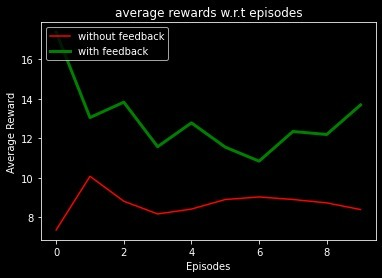 average rewards w.r.t episodes
without feedback
with feedback
Average Reward
16
14
12
10
8
0
2
4
6
8
Episodes